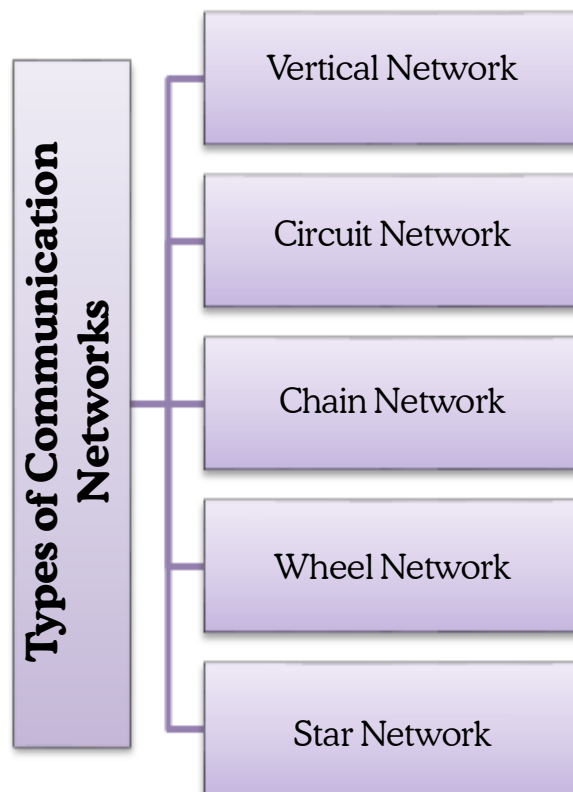 Types of Communication
Networks
Vertical Network
Circuit Network
Chain Network
Wheel Network
Star Network